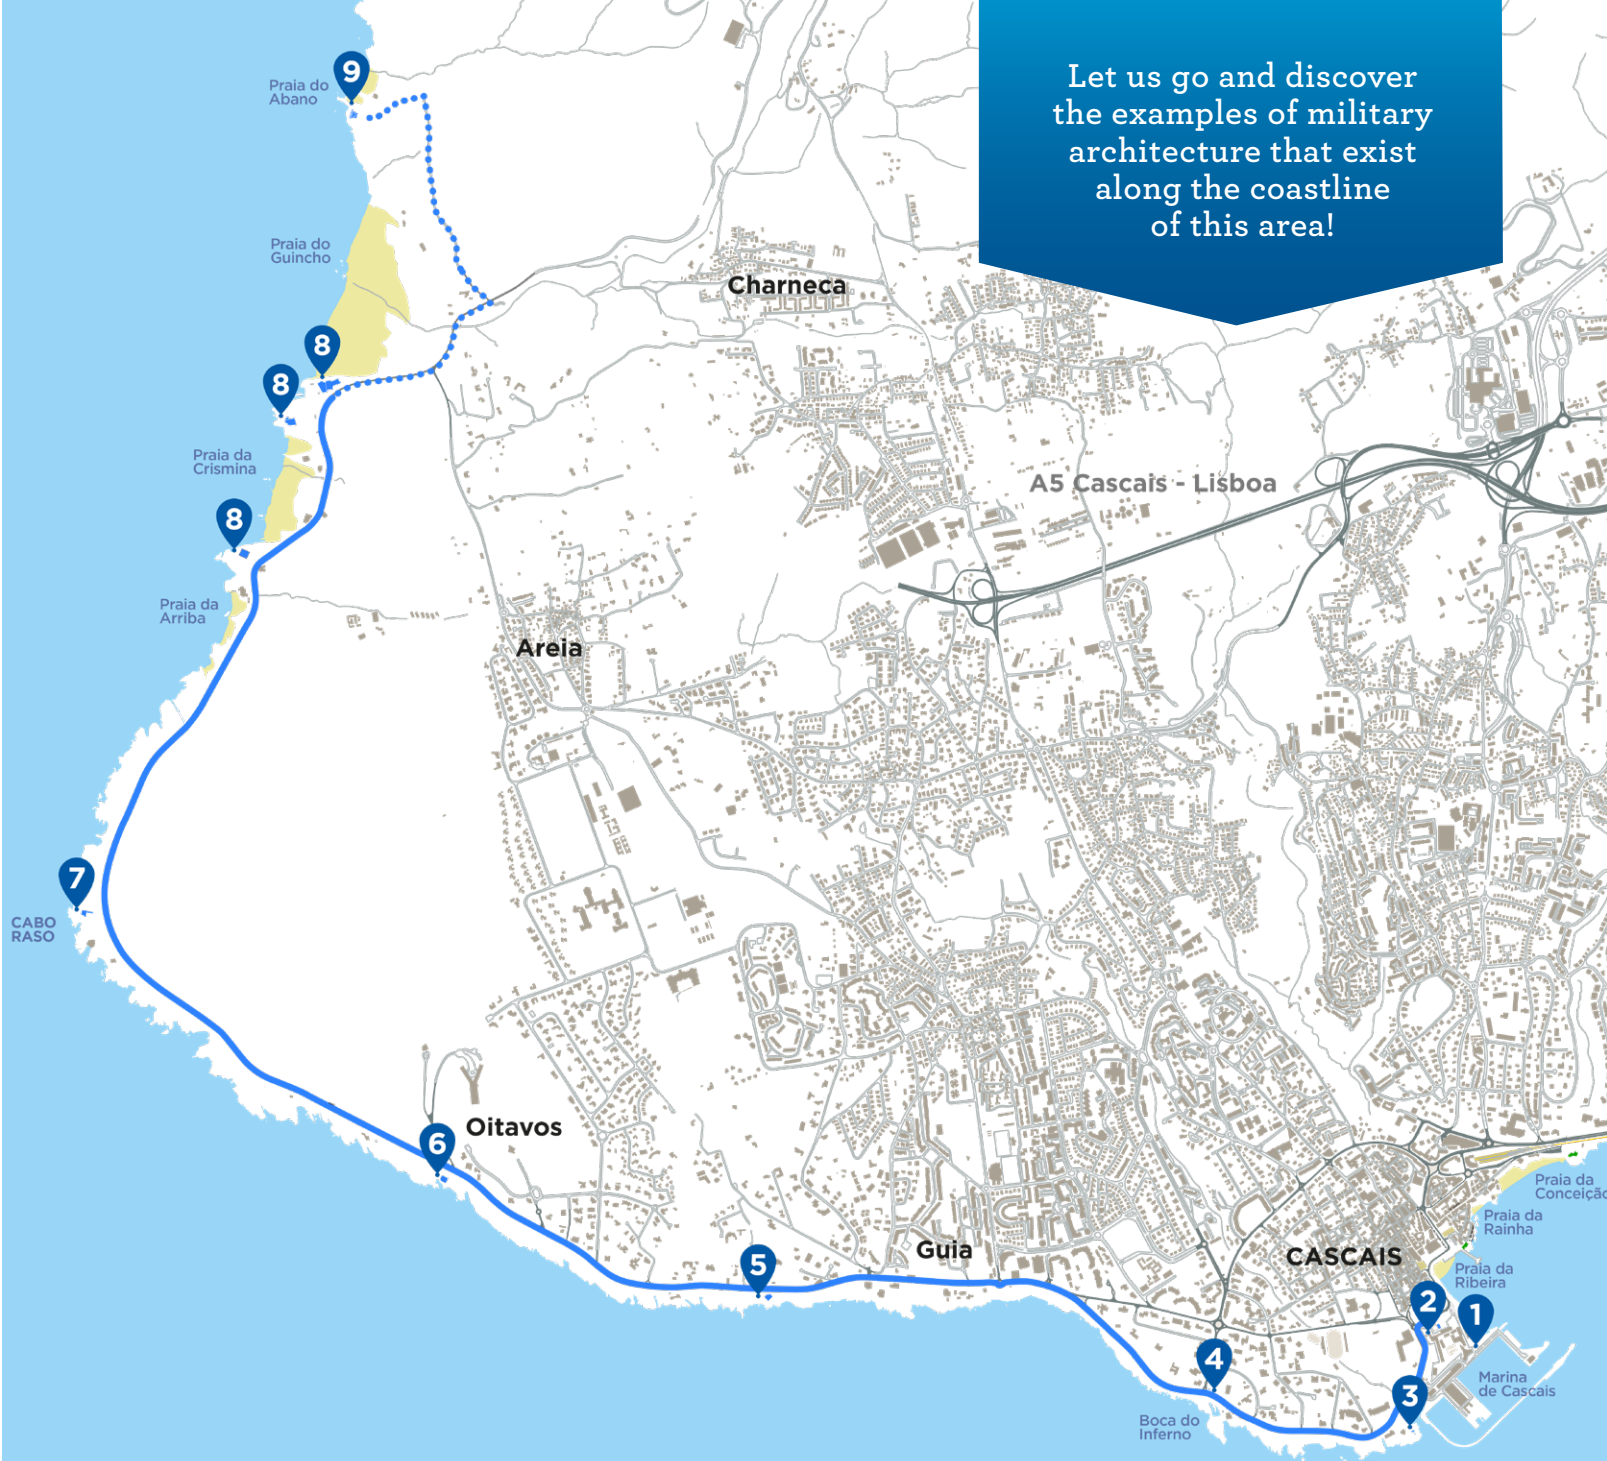 Let us go and discover
the examples of military
architecture that exist
along the coastline
of this area!
9
Praia do
Abano
Praia do
Guincho
Charneca
8
8
Praia da
Crismina
A5 Cascais - Lisboa
8
Praia da
Arriba
Areia
7
CABO
RASO
6
Oitavos
5
Guia
CASCAIS
Praia da
Conceição
Praia da
Rainha
Praia da
Ribeira
2
1
4
3
Marina
de Cascais
Boca do
Inferno